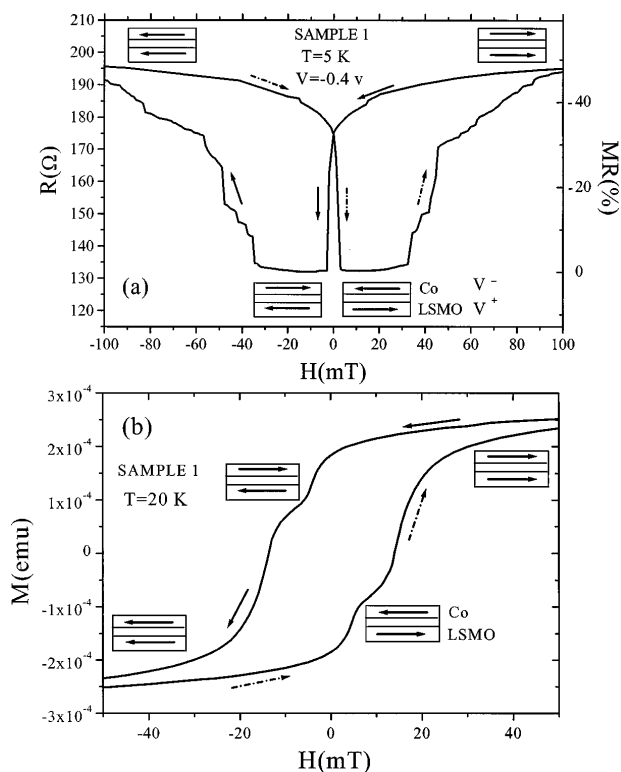 SAMPLE 1
T=5 K
V=-0.4 v
200
190
180
170
160
150
140
130
120
R(Ω)
- 40
- 20
0
MR(%)
(a)
Co V⁻
LSMO V⁺
-100 -80 -60 -40 -20 0 20 40 60 80 100
H(mT)
3x10⁻⁴
2x10⁻⁴
1x10⁻⁴
0
-1x10⁻⁴
-2x10⁻⁴
-3x10⁻⁴
M(emu)
(b)
SAMPLE 1
T=20 K
Co
LSMO
-40 -20 0 20 40
H(mT)